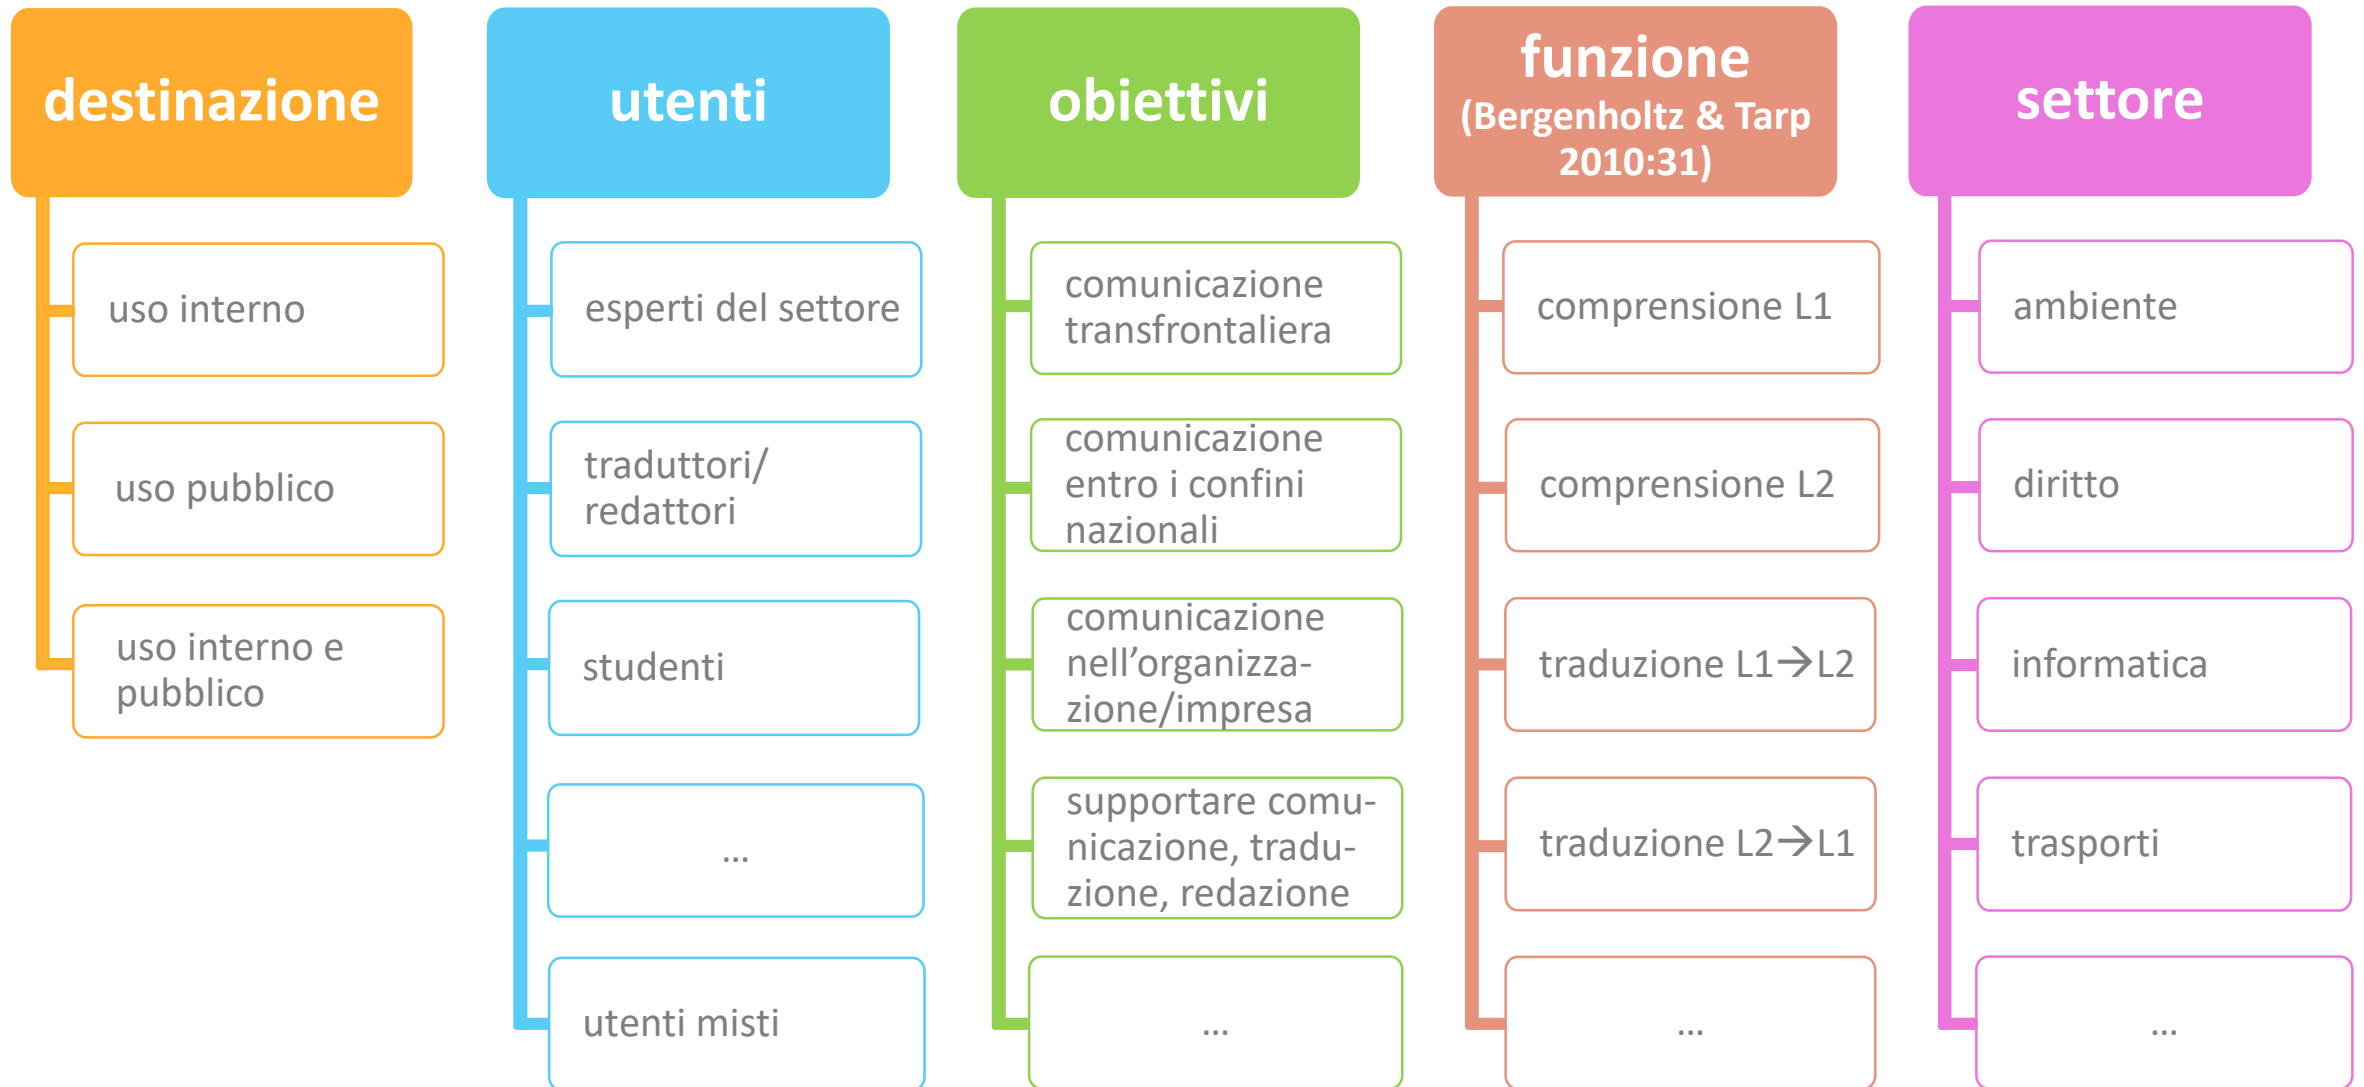 destinazione
uso interno
uso pubblico
uso interno e
pubblico
utenti
esperti del settore
traduttori/
redattori
studenti
...
utenti misti
obiettivi
comunicazione
transfrontaliera
comunicazione
entro i confini
nazionali
comunicazione
nell’organizza-
zione/impresa
supportare comu-
nicazione, tradu-
zione, redazione
...
funzione
(Bergenholtz & Tarp
2010:31)
comprensione L1
comprensione L2
traduzione L1→L2
traduzione L2→L1
...
settore
ambiente
diritto
informatica
trasporti
...